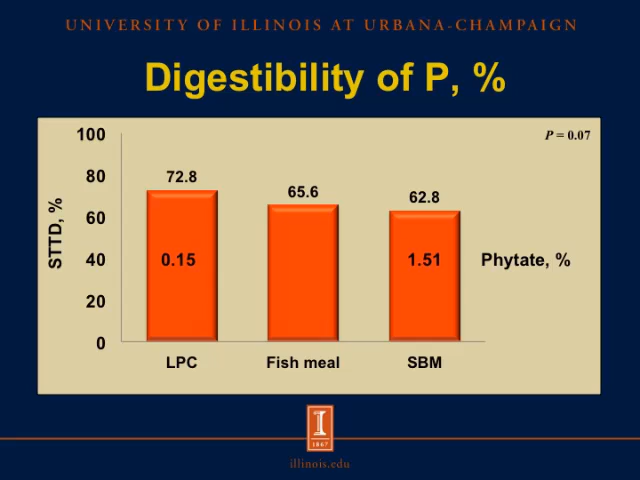 UNIVERSITY OF ILLINOIS AT URBANA-CHAMPAIGN
Digestibility of P, %
P = 0.07
STTD, %
100
80
60
40
20
0
72.8
65.6
62.8
0.15
1.51
Phytate, %
LPC
Fish meal
SBM
I
1867
illinois.edu